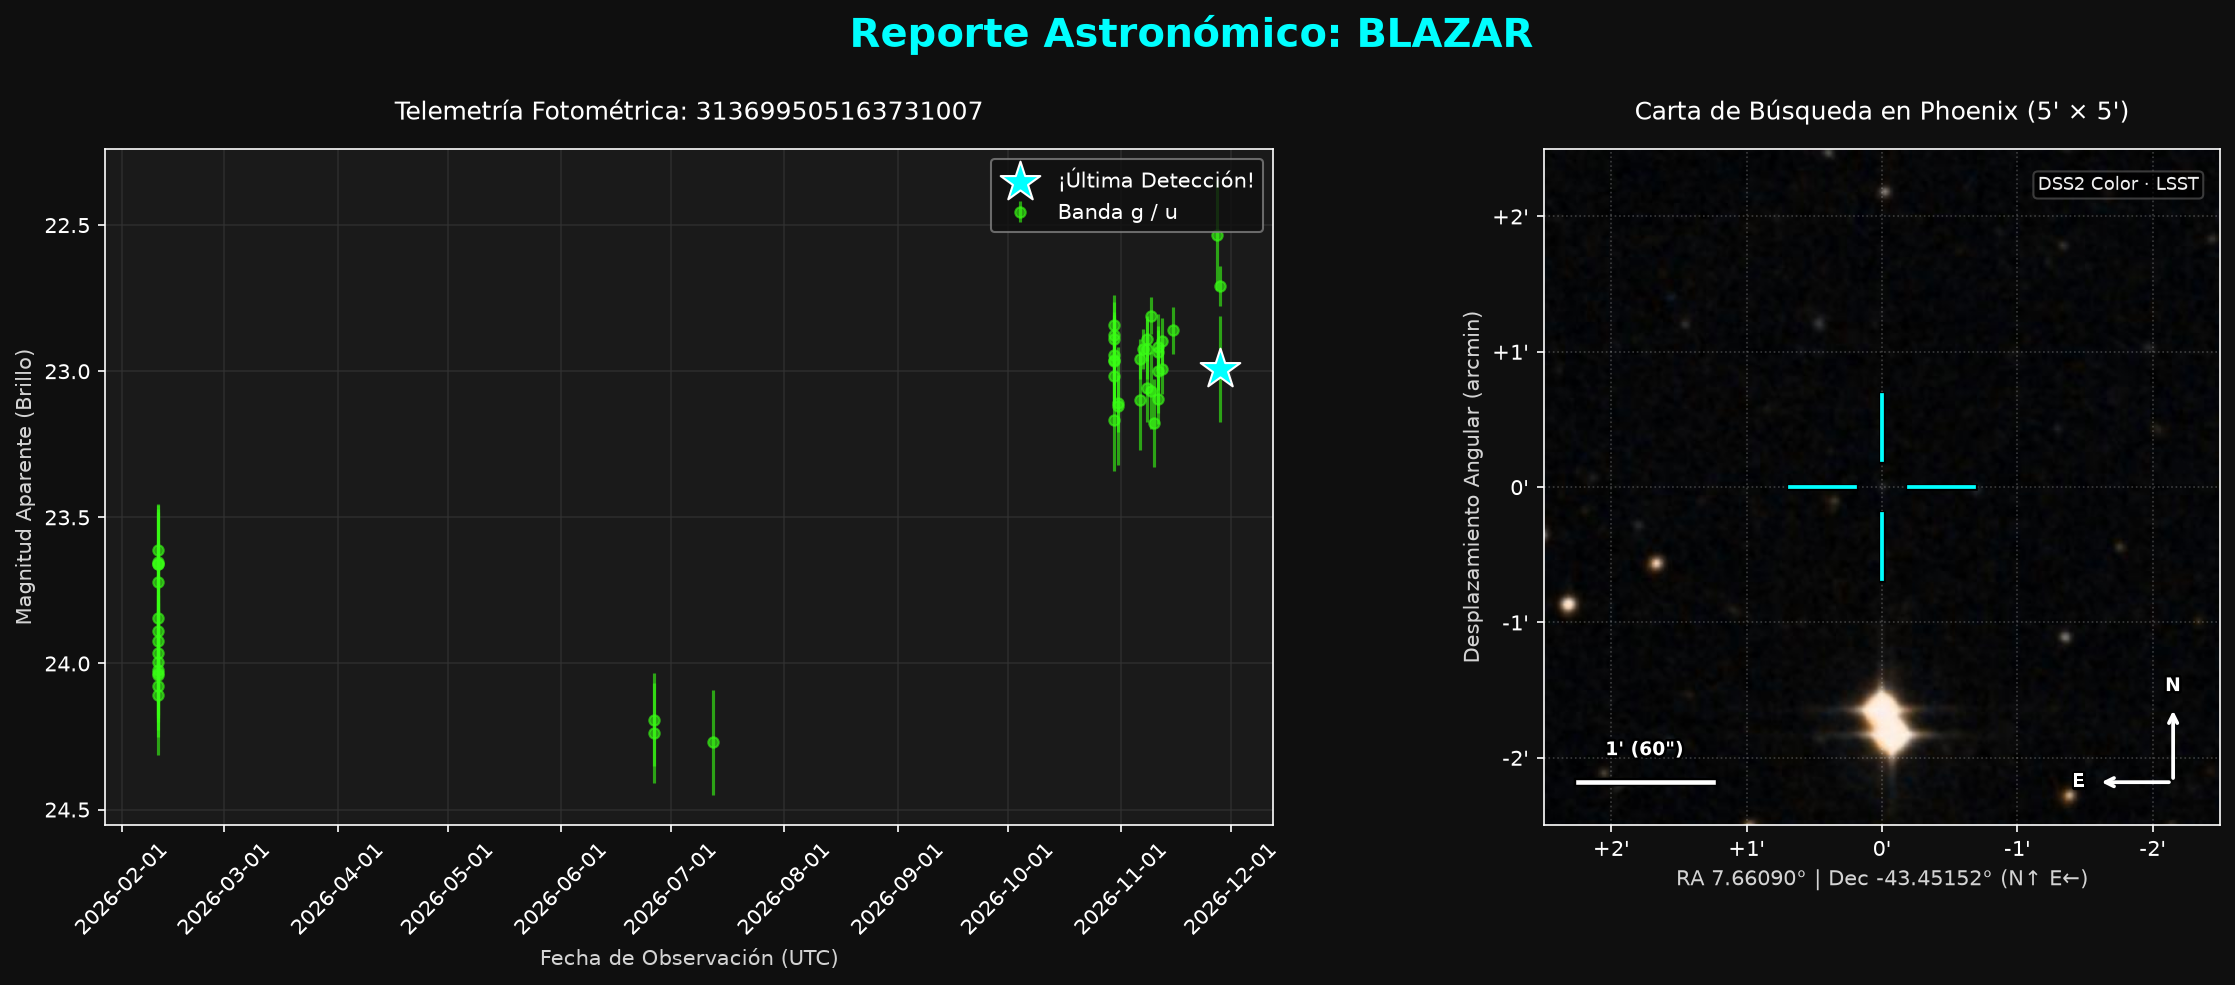 Reporte Astronómico: BLAZAR
Telemetría Fotométrica: 313699505163731007
¡Última Detección!
Banda g / u
Magnitud Aparente (Brillo)
22.5
23.0
23.5
24.0
24.5
2026-02-01
2026-03-01
2026-04-01
2026-05-01
2026-06-01
2026-07-01
2026-08-01
2026-09-01
2026-10-01
2026-11-01
2026-12-01
Fecha de Observación (UTC)
Carta de Búsqueda en Phoenix (5' × 5')
DSS2 Color · LSST
Desplazamiento Angular (arcmin)
+2'
+1'
0'
-1'
-2'
N
E
1' (60")
+2'
+1'
0'
-1'
-2'
RA 7.66090° | Dec -43.45152° (N↑ E←)